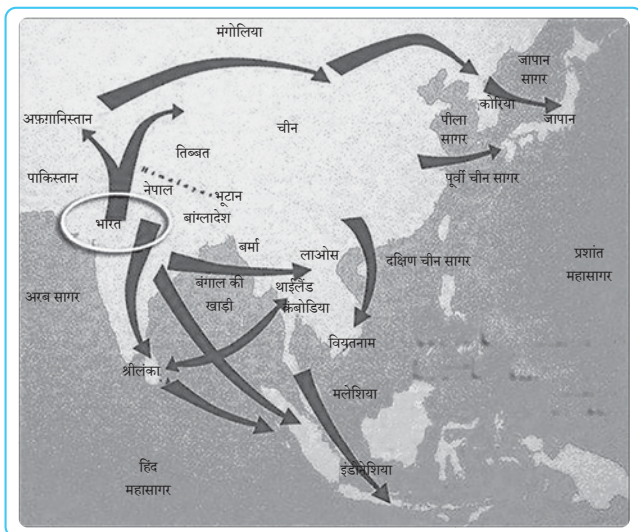 मंगोलिया
जापान
सागर
अफ़ग़ानिस्तान
चीन
पीला
सागर
कोरिया
जापान
तिब्बत
पाकिस्तान
नेपाल
भूटान
पूर्वी चीन सागर
भारत
बांग्लादेश
बर्मा
लाओस
दक्षिण चीन सागर
प्रशांत
महासागर
अरब सागर
बंगाल की
खाड़ी
थाईलैंड
कंबोडिया
वियतनाम
श्रीलंका
मलेशिया
हिंद
महासागर
इंडोनेशिया